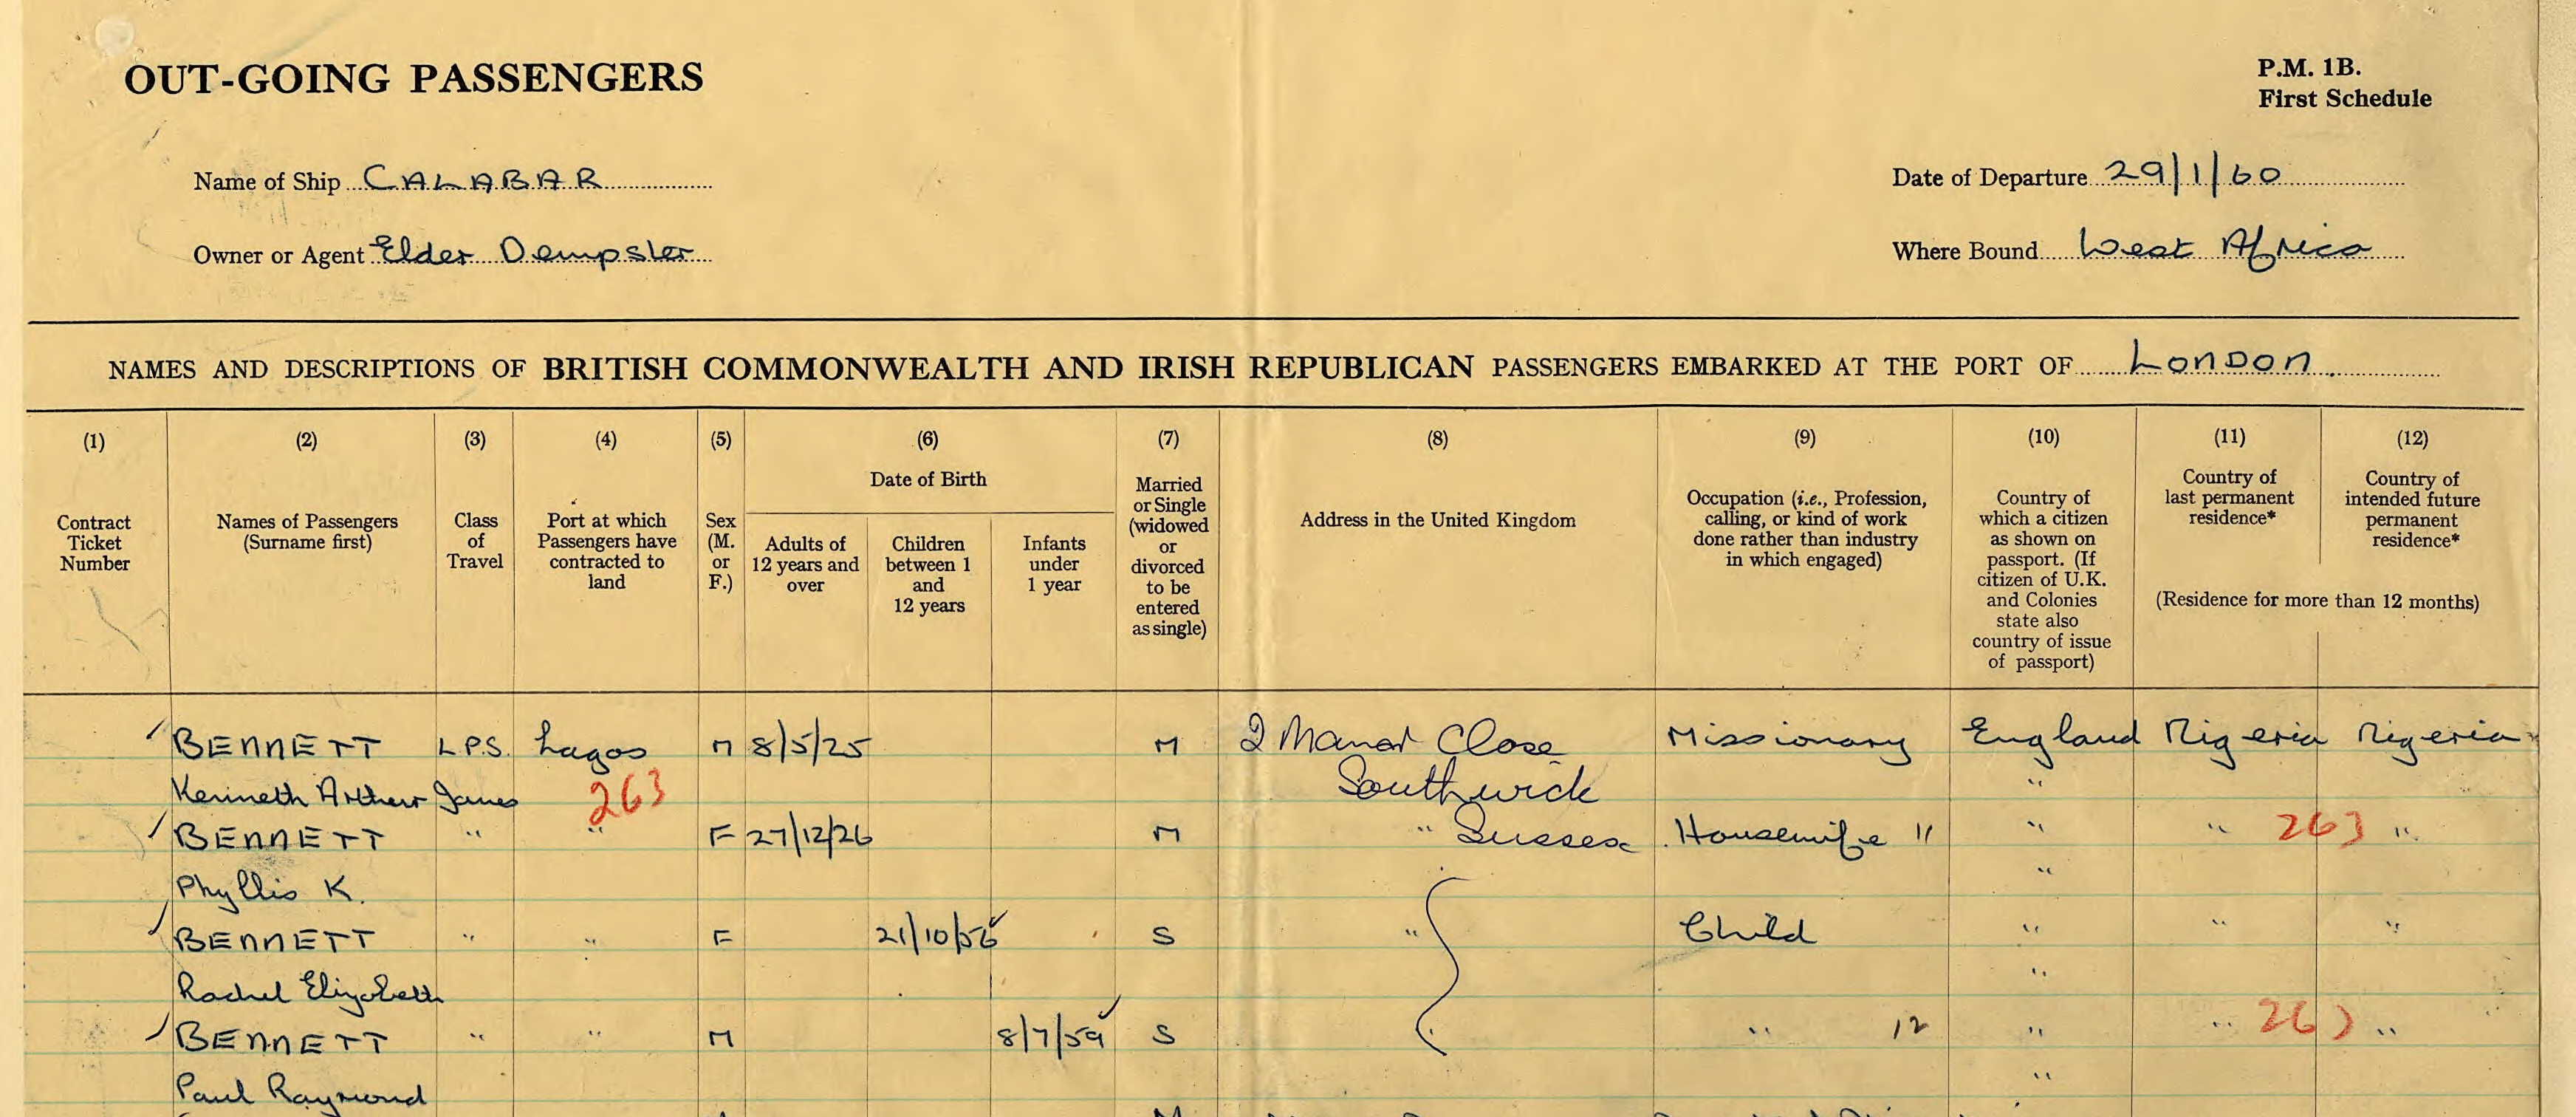 OUT-GOING PASSENGERS
P.M. 1B.
First Schedule
Name of Ship CALABAR
Date of Departure 29/1/60
Owner or Agent Elder Dempster
Where Bound West Africa
NAMES AND DESCRIPTIONS OF BRITISH COMMONWEALTH AND IRISH REPUBLICAN PASSENGERS EMBARKED AT THE PORT OF LONDON
(1) (2) (3) (4) (5) (6) (7) (8) (9) (10) (11) (12)
Contract
Ticket
Number
Names of Passengers
(Surname first)
Class
of
Travel
Port at which
Passengers have
contracted to
land
Sex
(M.
or
F.)
Date of Birth
Adults of
12 years and
over
Children
between 1
and
12 years
Infants
under
1 year
Married
or Single
(widowed
or
divorced
to be
entered
as single)
Address in the United Kingdom
Occupation (i.e., Profession,
calling, or kind of work
done rather than industry
in which engaged)
Country of
which a citizen
as shown on
passport. (If
citizen of U.K.
and Colonies
state also
country of issue
of passport)
Country of
last permanent
residence*
Country of
intended future
permanent
residence*
(Residence for more than 12 months)
BENNETT L.P.S. Lagos M 8/5/25 M 2 Manor Close Missionary England Nigeria Nigeria
Kenneth Arthur James 263 Southwick "
BENNETT " " F 27/12/26 M " Sussex Housewife 11 " " 263 "
Phyllis K. "
BENNETT " " F 21/10/56 S " Child " " "
Rachel Elizabeth "
BENNETT " " M 8/7/59 S " 12 " " 263 "
Paul Raymond "